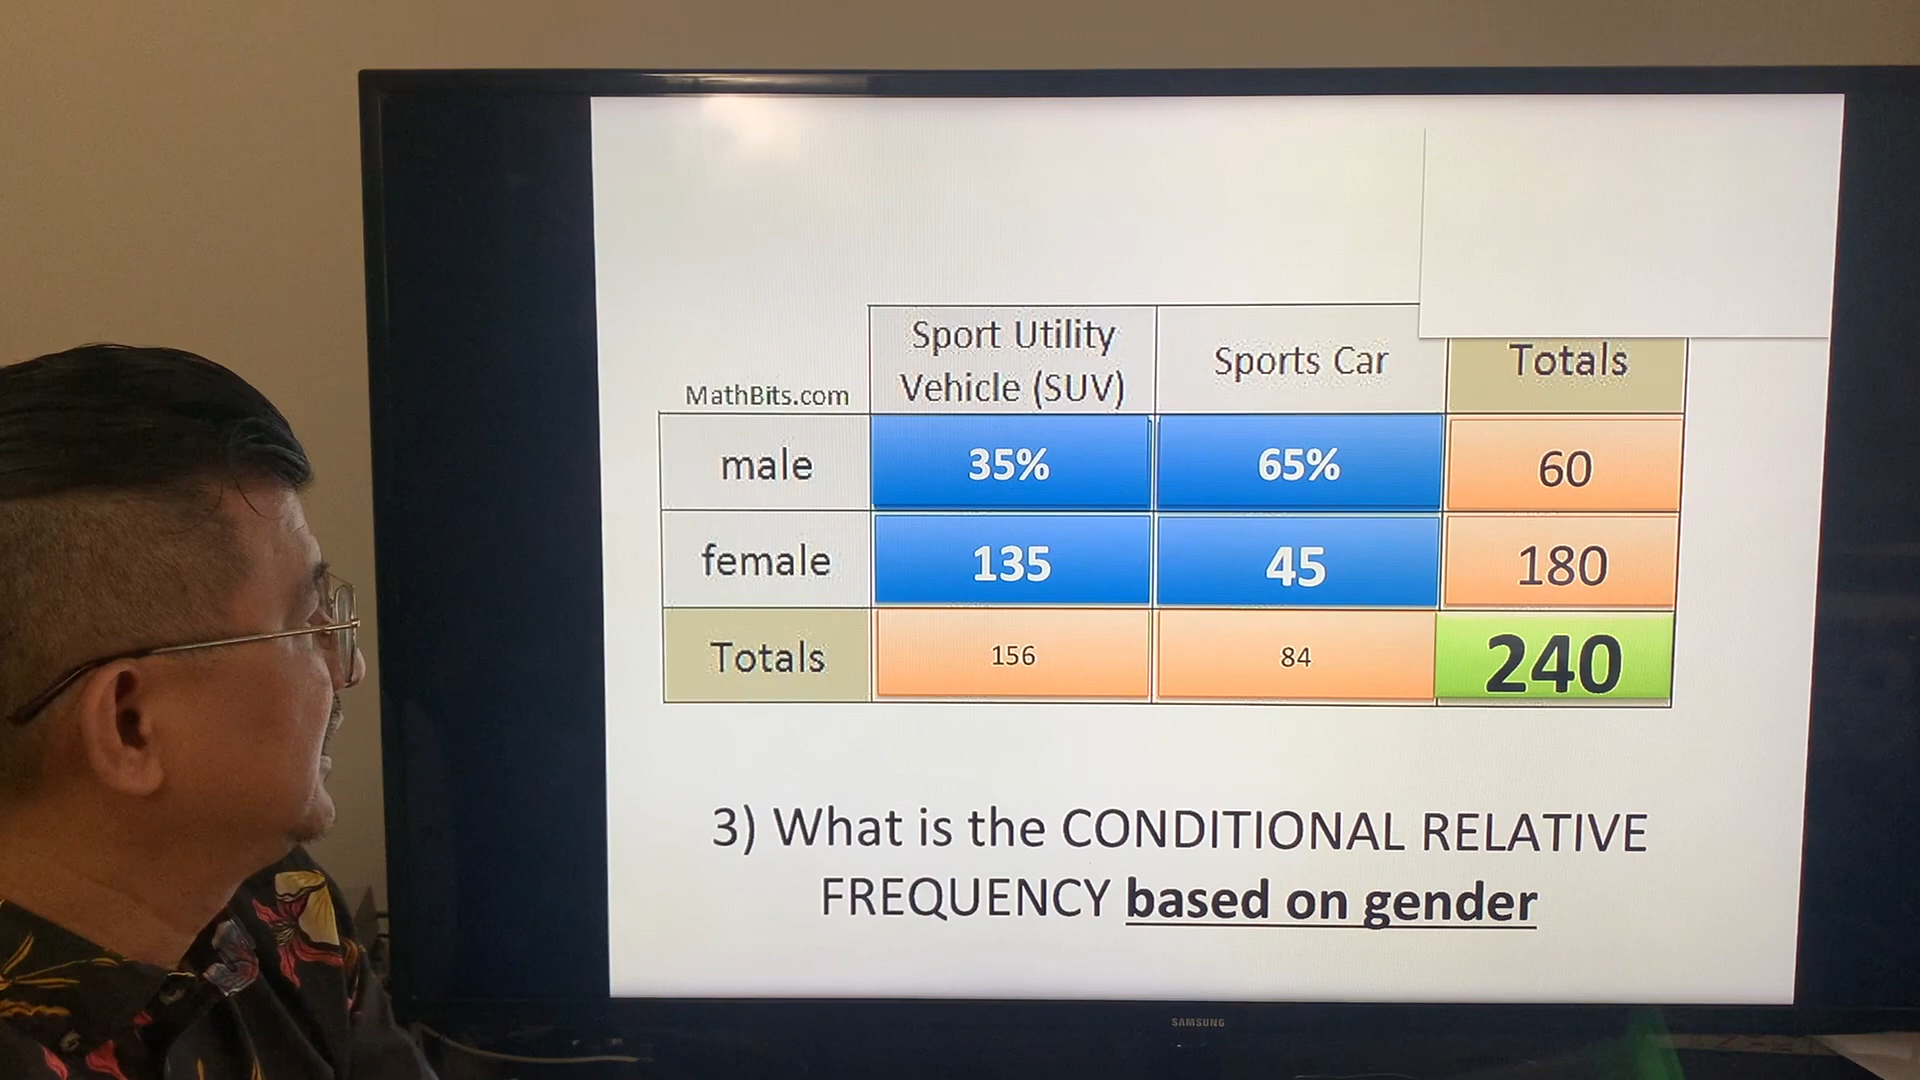 Sport Utility
Vehicle (SUV)
Sports Car
Totals
MathBits.com
male 35% 65% 60
female 135 45 180
Totals 156 84 240
3) What is the CONDITIONAL RELATIVE
FREQUENCY based on gender
SAMSUNG